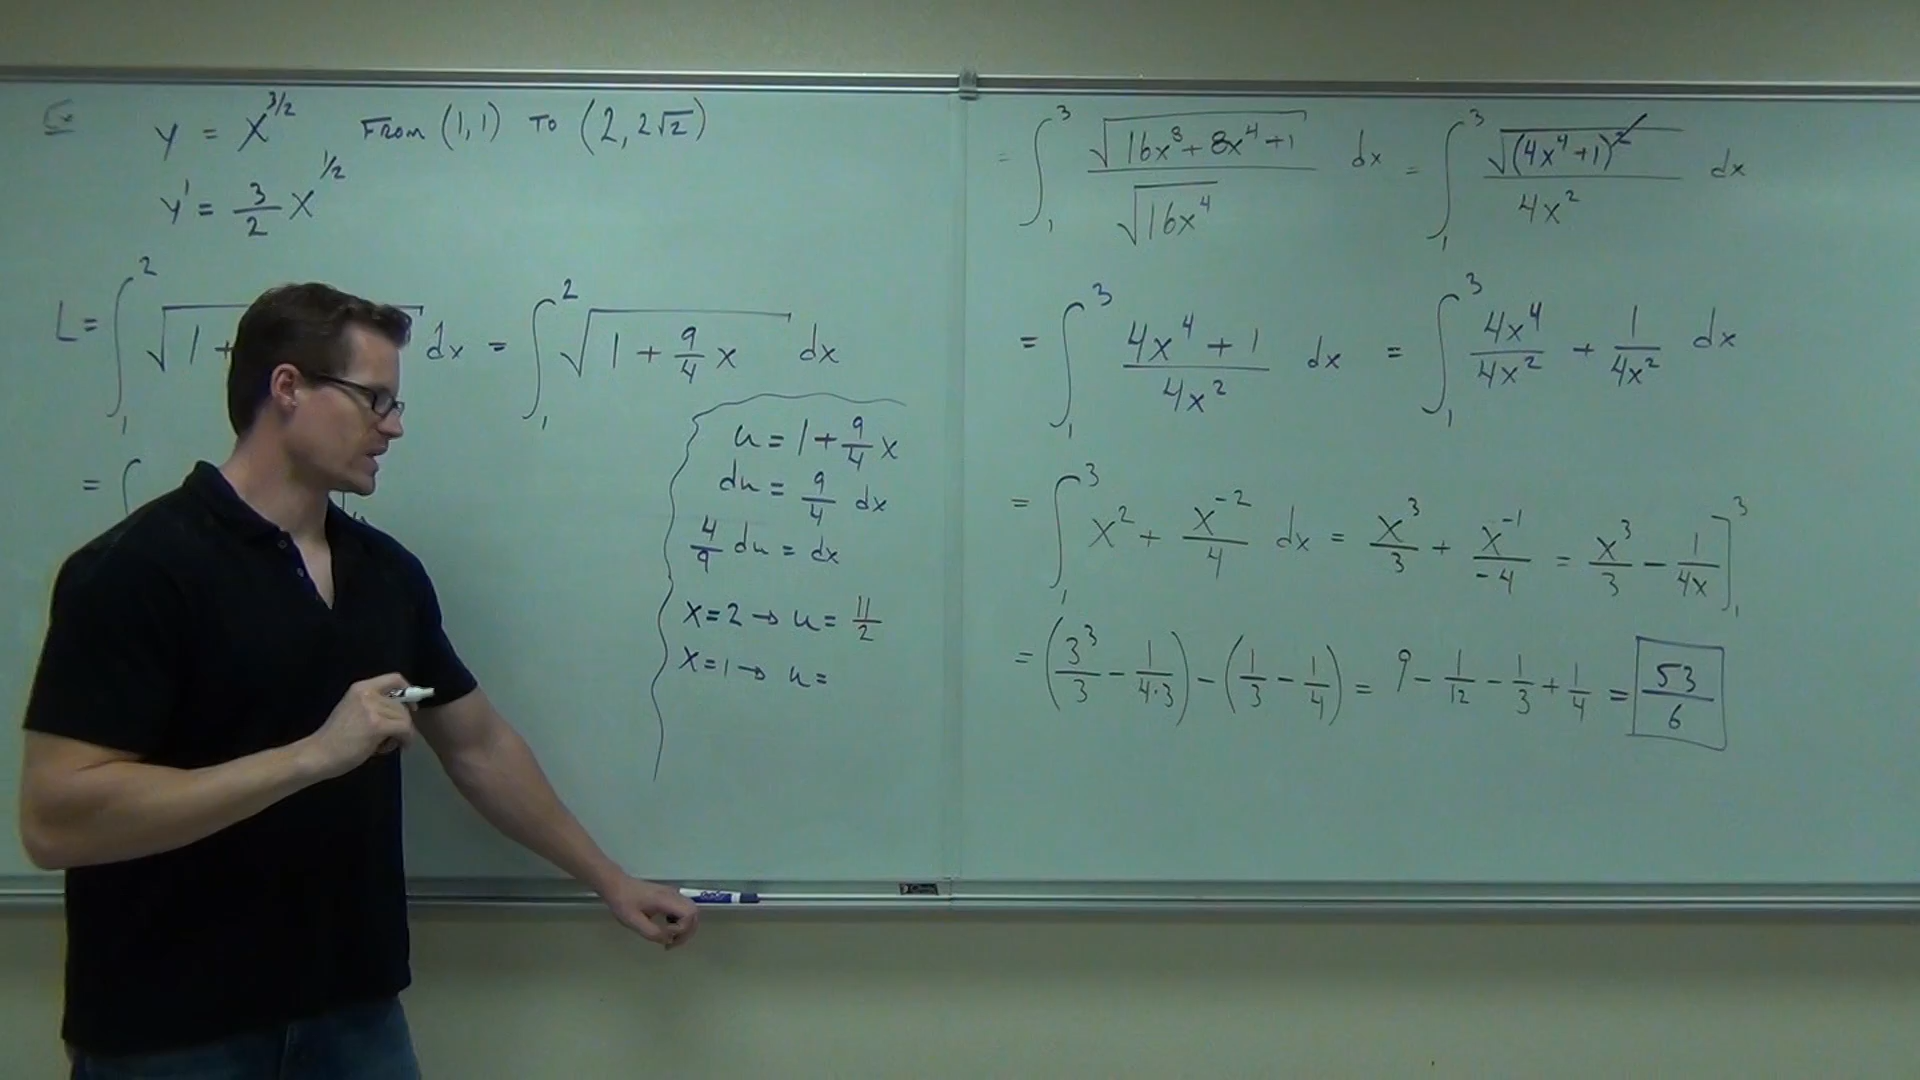 Ex y = x^{3/2} From (1,1) To (2, 2√2)
y' = 3/2 x^{1/2}
L = ∫_1^2 √(1 + dx = ∫_1^2 √(1 + 9/4 x) dx
= ∫
u = 1 + 9/4 x
du = 9/4 dx
4/9 du = dx
x = 2 → u = 11/2
x = 1 → u =
= ∫_1^3 √(16x^8 + 8x^4 + 1) / √(16x^4) dx = ∫_1^3 √((4x^4 + 1)^2) / 4x^2 dx
= ∫_1^3 (4x^4 + 1) / 4x^2 dx = ∫_1^3 4x^4/4x^2 + 1/4x^2 dx
= ∫_1^3 x^2 + x^{-2}/4 dx = x^3/3 + x^{-1}/-4 = x^3/3 - 1/4x ]_1^3
= (3^3/3 - 1/4·3) - (1/3 - 1/4) = 9 - 1/12 - 1/3 + 1/4 = 53/6